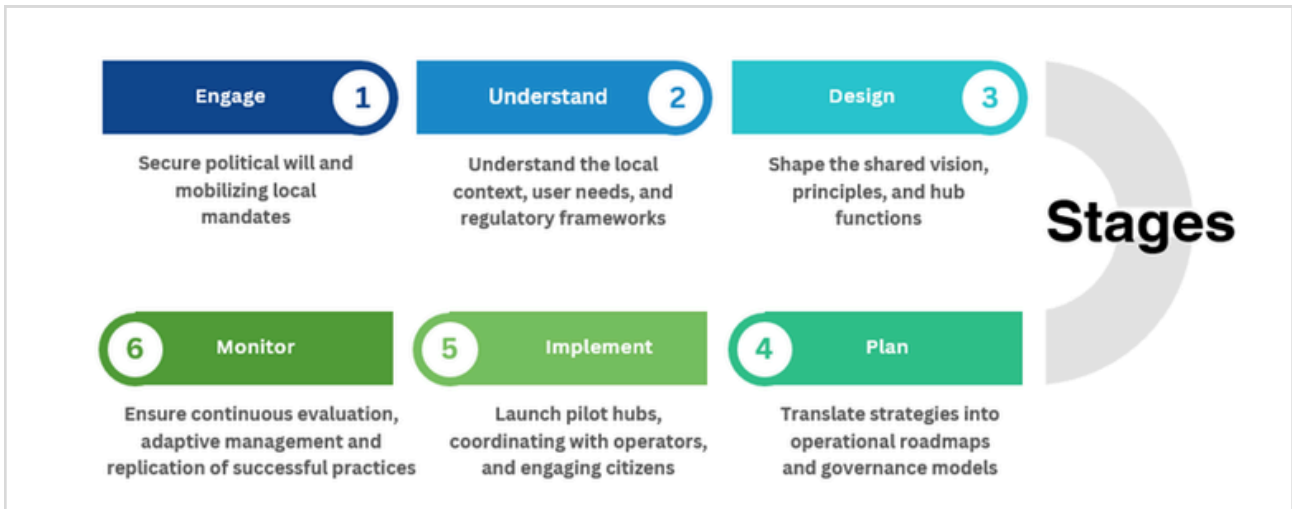 Engage 1
Secure political will and
mobilizing local
mandates
Understand 2
Understand the local
context, user needs, and
regulatory frameworks
Design 3
Shape the shared vision,
principles, and hub
functions
Stages
4 Plan
Translate strategies into
operational roadmaps
and governance models
5 Implement
Launch pilot hubs,
coordinating with operators,
and engaging citizens
6 Monitor
Ensure continuous evaluation,
adaptive management and
replication of successful practices